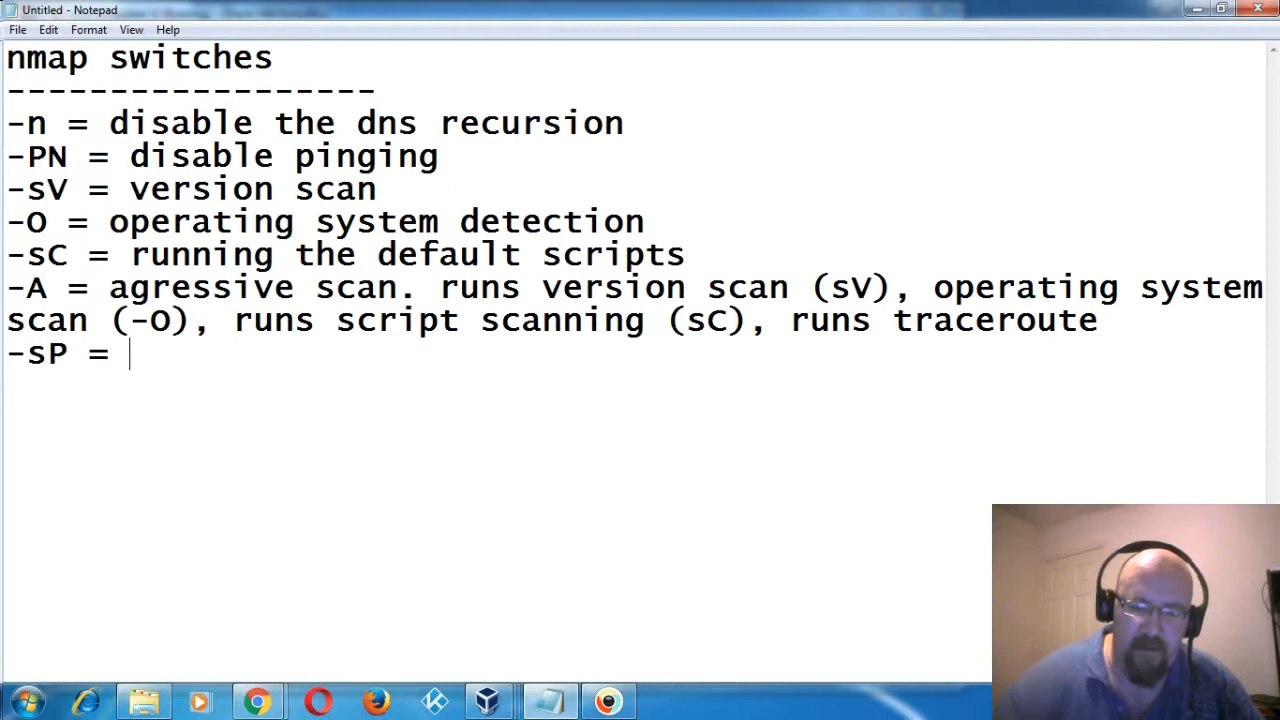 Untitled - Notepad
File Edit Format View Help
nmap switches
------------------
-n = disable the dns recursion
-PN = disable pinging
-sV = version scan
-O = operating system detection
-sC = running the default scripts
-A = agressive scan. runs version scan (sV), operating system
scan (-O), runs script scanning (sC), runs traceroute
-sP =